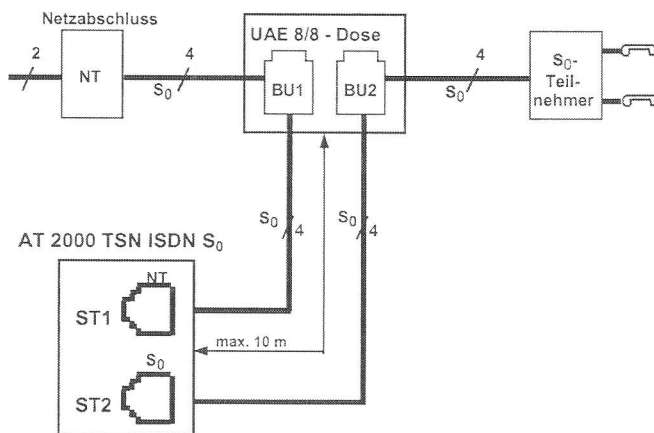 Netzabschluss
2
NT
4
S0
UAE 8/8 - Dose
BU1
BU2
4
S0
S0-
Teil-
nehmer
S0
4
S0
4
AT 2000 TSN ISDN S0
NT
ST1
max. 10 m
S0
ST2